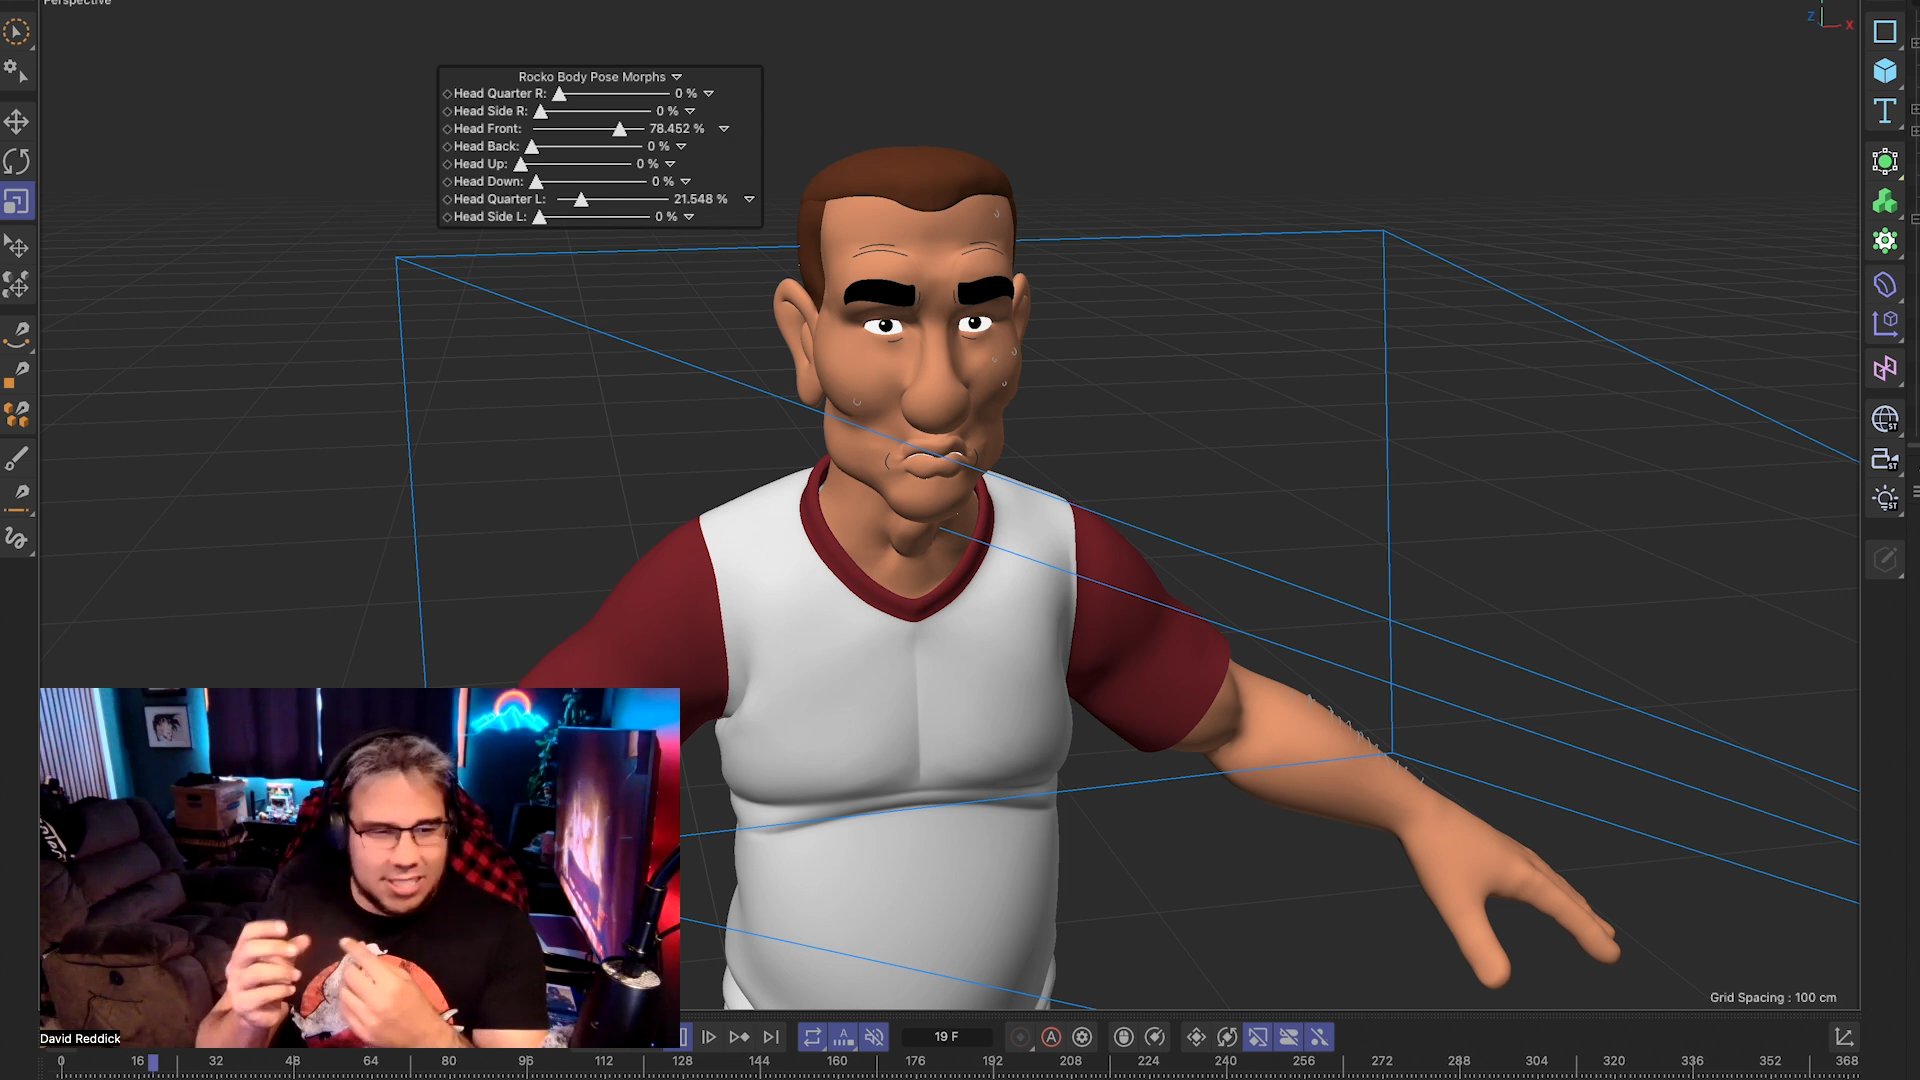 Perspective
Z
X
Rocko Body Pose Morphs
Head Quarter R: 0 %
Head Side R: 0 %
Head Front: 78.452 %
Head Back: 0 %
Head Up: 0 %
Head Down: 0 %
Head Quarter L: 21.548 %
Head Side L: 0 %
ST
ST
ST
Grid Spacing : 100 cm
David Reddick
A
19 F
A
0 16 32 48 64 80 96 112 128 144 160 176 192 208 224 240 256 272 288 304 320 336 352 368